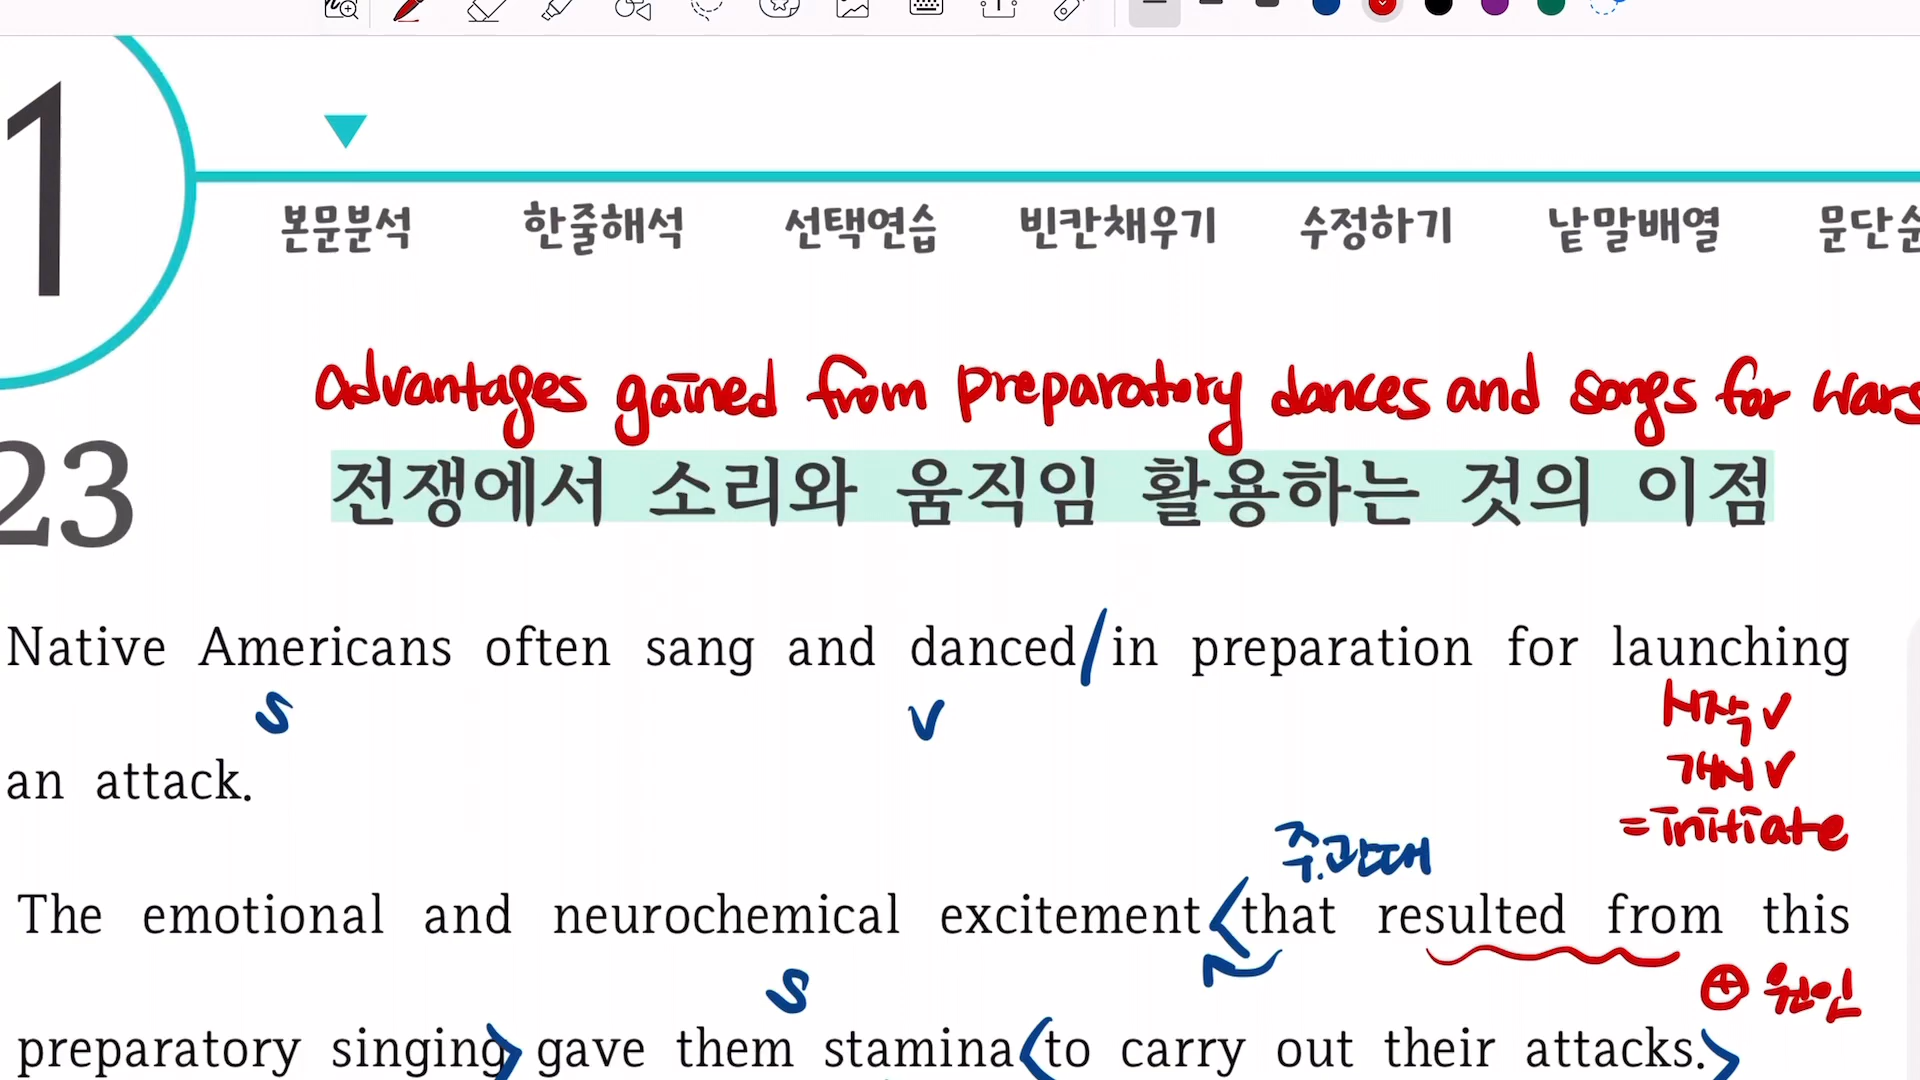 1
본문분석 한줄해석 선택연습 빈칸채우기 수정하기 낱말배열 문단순
advantages gained from preparatory dances and songs for wars
23 전쟁에서 소리와 움직임 활용하는 것의 이점
Native Americans often sang and danced / in preparation for launching
S V 시작 ✓
an attack. 개시 ✓
= initiate
주.관대
The emotional and neurochemical excitement <that resulted from this
S ⊕ 원인
preparatory singing> gave them stamina <to carry out their attacks.>